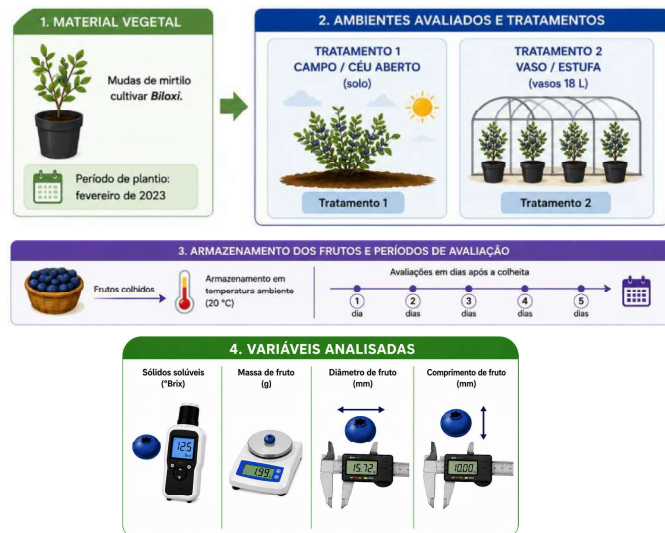 1. MATERIAL VEGETAL
Mudas de mirtilo
cultivar Biloxi.
Período de plantio:
fevereiro de 2023
2. AMBIENTES AVALIADOS E TRATAMENTOS
TRATAMENTO 1
CAMPO / CÉU ABERTO
(solo)
Tratamento 1
TRATAMENTO 2
VASO / ESTUFA
(vasos 18 L)
Tratamento 2
3. ARMAZENAMENTO DOS FRUTOS E PERÍODOS DE AVALIAÇÃO
Frutos colhidos
Armazenamento em
temperatura ambiente
(20 °C)
Avaliações em dias após a colheita
1 2 3 4 5
dia dias dias dias dias
4. VARIÁVEIS ANALISADAS
Sólidos solúveis
(°Brix)
12.5
Massa de fruto
(g)
1.99
Diâmetro de fruto
(mm)
15.72
Comprimento de fruto
(mm)
10.00